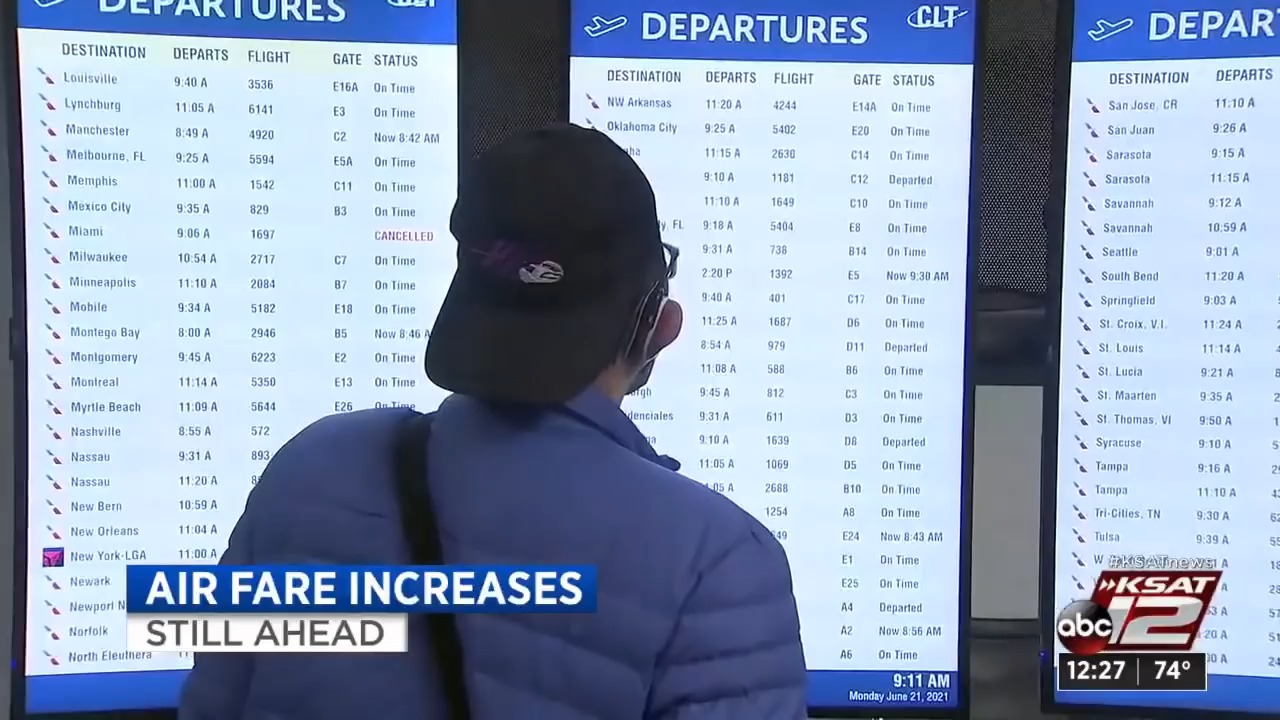 DEPARTURES
CLT
DESTINATION DEPARTS FLIGHT GATE STATUS
Louisville 9:40 A 3536 E16A On Time
Lynchburg 11:05 A 6141 E3 On Time
Manchester 8:49 A 4920 C2 Now 8:42 AM
Melbourne, FL 9:25 A 5594 E5A On Time
Memphis 11:00 A 1542 C11 On Time
Mexico City 9:35 A 829 B3 On Time
Miami 9:06 A 1697 CANCELLED
Milwaukee 10:54 A 2717 C7 On Time
Minneapolis 11:10 A 2084 B7 On Time
Mobile 9:34 A 5182 E18 On Time
Montego Bay 8:00 A 2946 B5 Now 8:46 A
Montgomery 9:45 A 6223 E2 On Time
Montreal 11:14 A 5350 E13 On Time
Myrtle Beach 11:09 A 5644 E26 On Time
Nashville 8:55 A 572
Nassau 9:31 A 893
Nassau 11:20 A
New Bern 10:59 A
New Orleans 11:04 A
New York-LGA 11:00 A
Newark
Newport N
Norfolk
North Eleuthera
DEPARTURES
CLT
DESTINATION DEPARTS FLIGHT GATE STATUS
NW Arkansas 11:20 A 4244 E14A On Time
Oklahoma City 9:25 A 5402 E20 On Time
11:15 A 2630 C14 On Time
9:10 A 1181 C12 Departed
11:10 A 1649 C10 On Time
FL 9:18 A 5404 E8 On Time
9:31 A 738 B14 On Time
2:20 P 1392 E5 Now 9:30 AM
9:40 A 401 C17 On Time
11:25 A 1687 D6 On Time
8:54 A 979 D11 Departed
11:08 A 588 B6 On Time
9:45 A 812 C3 On Time
denciales 9:31 A 611 D3 On Time
9:10 A 1639 D8 Departed
11:05 A 1069 D5 On Time
2688 B10 On Time
1254 A8 On Time
E24 Now 8:43 AM
E1 On Time
E25 On Time
A4 Departed
A2 Now 8:56 AM
A6 On Time
9:11 AM
Monday June 21, 2021
DEPAR
DESTINATION DEPARTS
San Jose, CR 11:10 A
San Juan 9:26 A
Sarasota 9:15 A
Sarasota 11:15 A
Savannah 9:12 A
Savannah 10:59 A
Seattle 9:01 A
South Bend 11:20 A
Springfield 9:03 A
St. Croix, V.I. 11:24 A
St. Louis 11:14 A
St. Lucia 9:21 A
St. Maarten 9:35 A
St. Thomas, VI 9:50 A
Syracuse 9:10 A
Tampa 9:16 A
Tampa 11:10 A
Tri-Cities, TN 9:30 A
Tulsa 9:39 A
AIR FARE INCREASES
STILL AHEAD
#KSATnews
KSAT
12
abc
12:27 74°